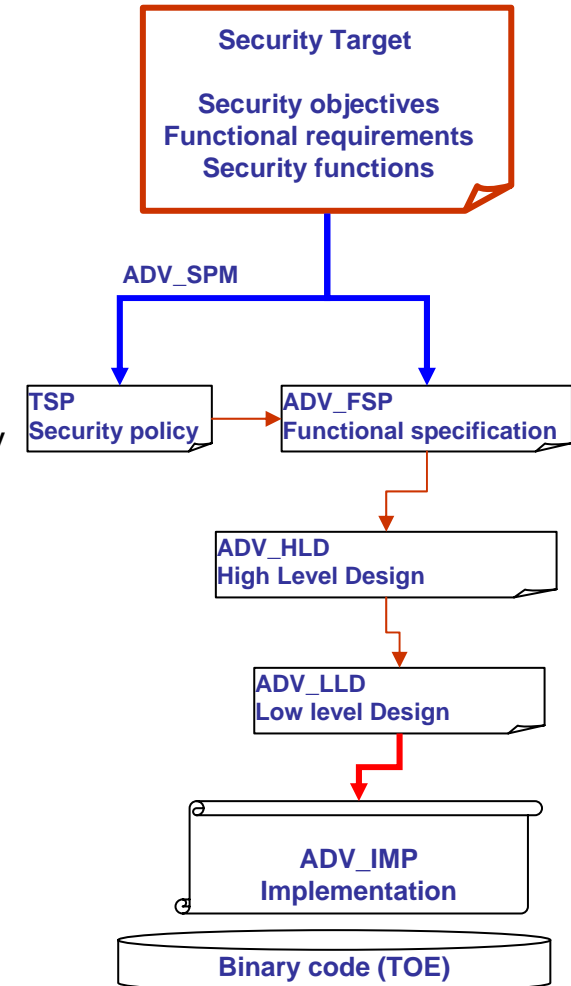 Security Target
Security objectives
Functional requirements
Security functions
ADV_SPM
TSP
Security policy
ADV_FSP
Functional specification
ADV_HLD
High Level Design
ADV_LLD
Low level Design
ADV_IMP
Implementation
Binary code (TOE)